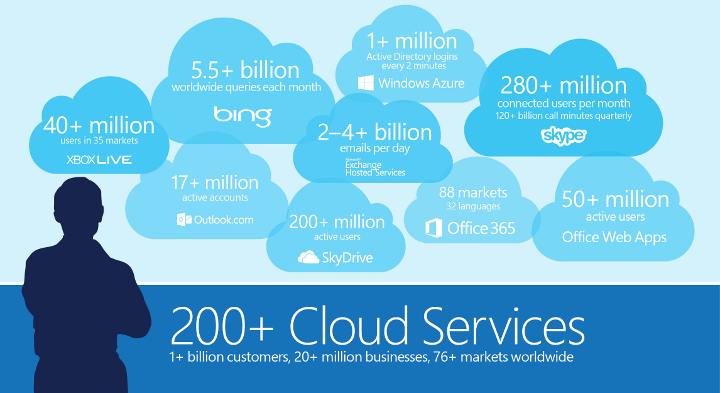 1+ million
Active Directory logins
every 2 minutes
Windows Azure
5.5+ billion
worldwide queries each month
bing
280+ million
connected users per month
120+ billion call minutes quarterly
skype
40+ million
users in 35 markets
XBOX LIVE
2–4+ billion
emails per day
Microsoft
Exchange
Hosted Services
17+ million
active accounts
Outlook.com
88 markets
32 languages
Office 365
50+ million
active users
Office Web Apps
200+ million
active users
SkyDrive
200+ Cloud Services
1+ billion customers, 20+ million businesses, 76+ markets worldwide